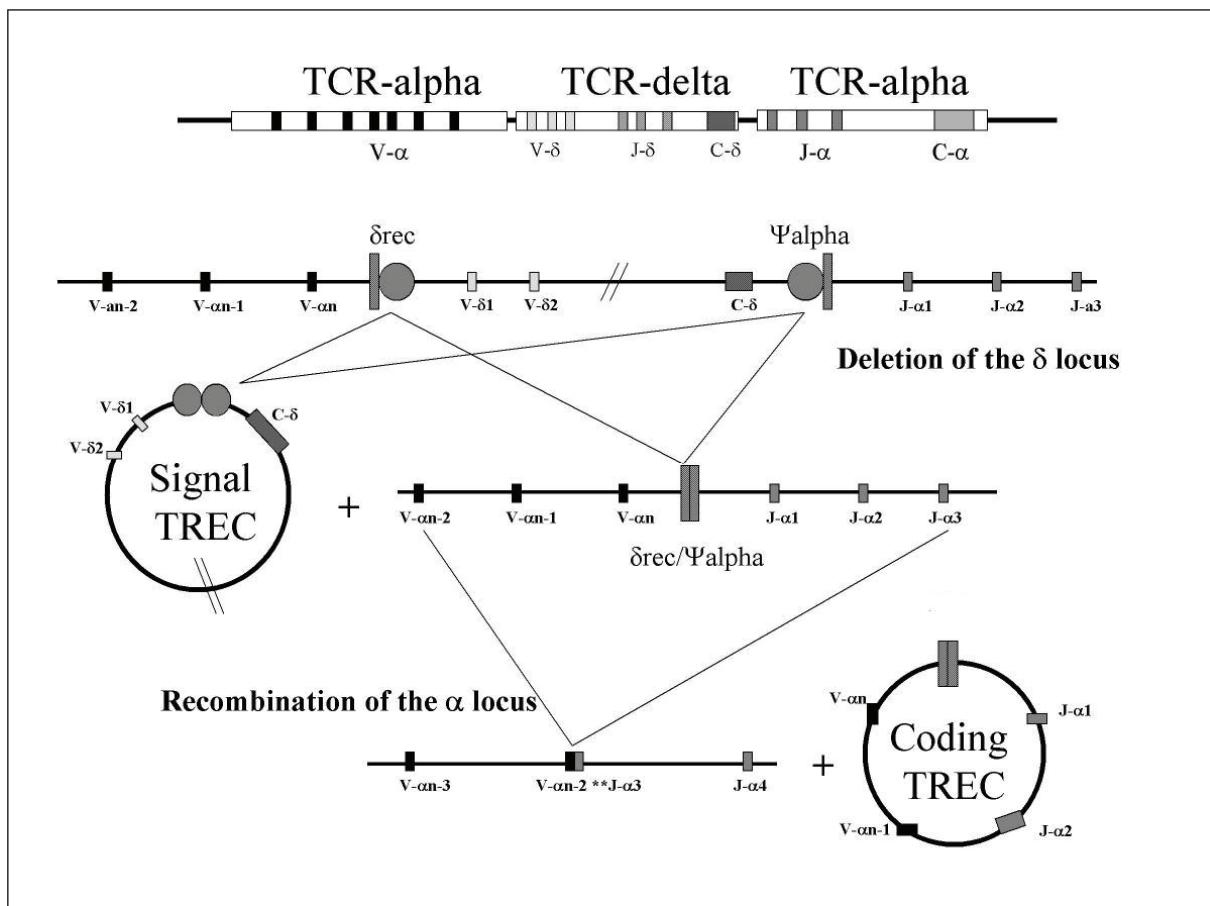 TCR-alpha TCR-delta TCR-alpha
V-α V-δ J-δ C-δ J-α C-α
δrec Ψalpha
V-an-2 V-αn-1 V-αn V-δ1 V-δ2 C-δ J-α1 J-α2 J-a3
Deletion of the δ locus
V-δ1 C-δ
V-δ2
Signal
TREC
+
V-αn-2 V-αn-1 V-αn J-α1 J-α2 J-α3
δrec/Ψalpha
Recombination of the α locus
V-αn-3 V-αn-2 **J-α3 J-α4
+
V-αn J-α1
Coding
TREC
V-αn-1 J-α2